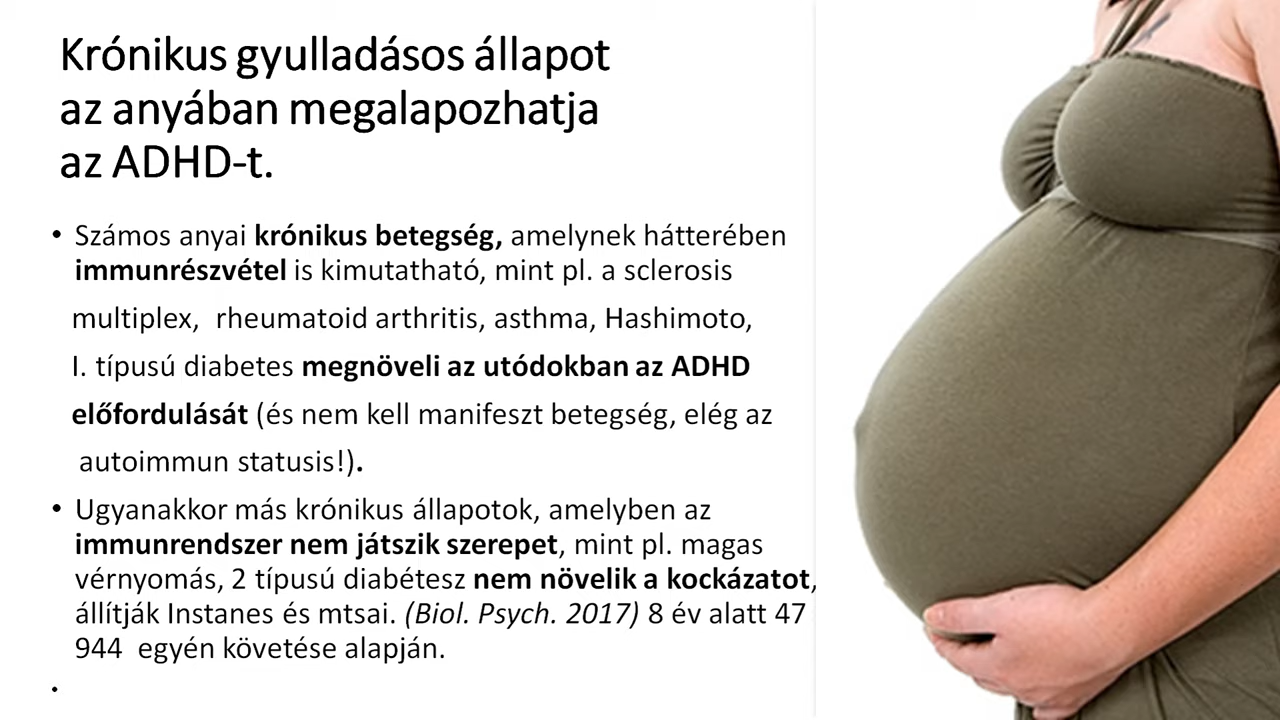 Krónikus gyulladásos állapot
az anyában megalapozhatja
az ADHD-t.
• Számos anyai krónikus betegség, amelynek hátterében
immunrészvétel is kimutatható, mint pl. a sclerosis
multiplex, rheumatoid arthritis, asthma, Hashimoto,
I. típusú diabetes megnöveli az utódokban az ADHD
előfordulását (és nem kell manifeszt betegség, elég az
autoimmun statusis!).
• Ugyanakkor más krónikus állapotok, amelyben az
immunrendszer nem játszik szerepet, mint pl. magas
vérnyomás, 2 típusú diabétesz nem növelik a kockázatot,
állítják Instanes és mtsai. (Biol. Psych. 2017) 8 év alatt 47
944 egyén követése alapján.
•